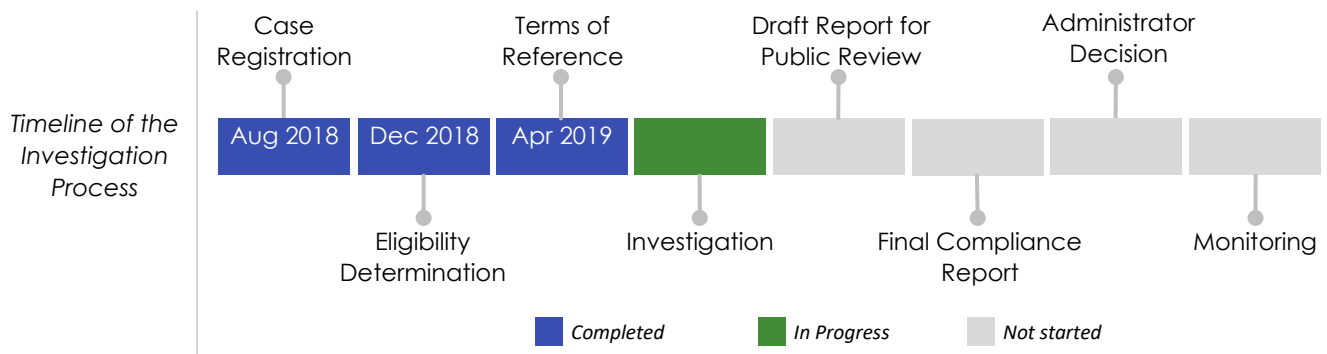 Timeline of the
Investigation
Process
Case
Registration
Terms of
Reference
Draft Report for
Public Review
Administrator
Decision
Aug 2018
Dec 2018
Apr 2019
Eligibility
Determination
Investigation
Final Compliance
Report
Monitoring
Completed
In Progress
Not started